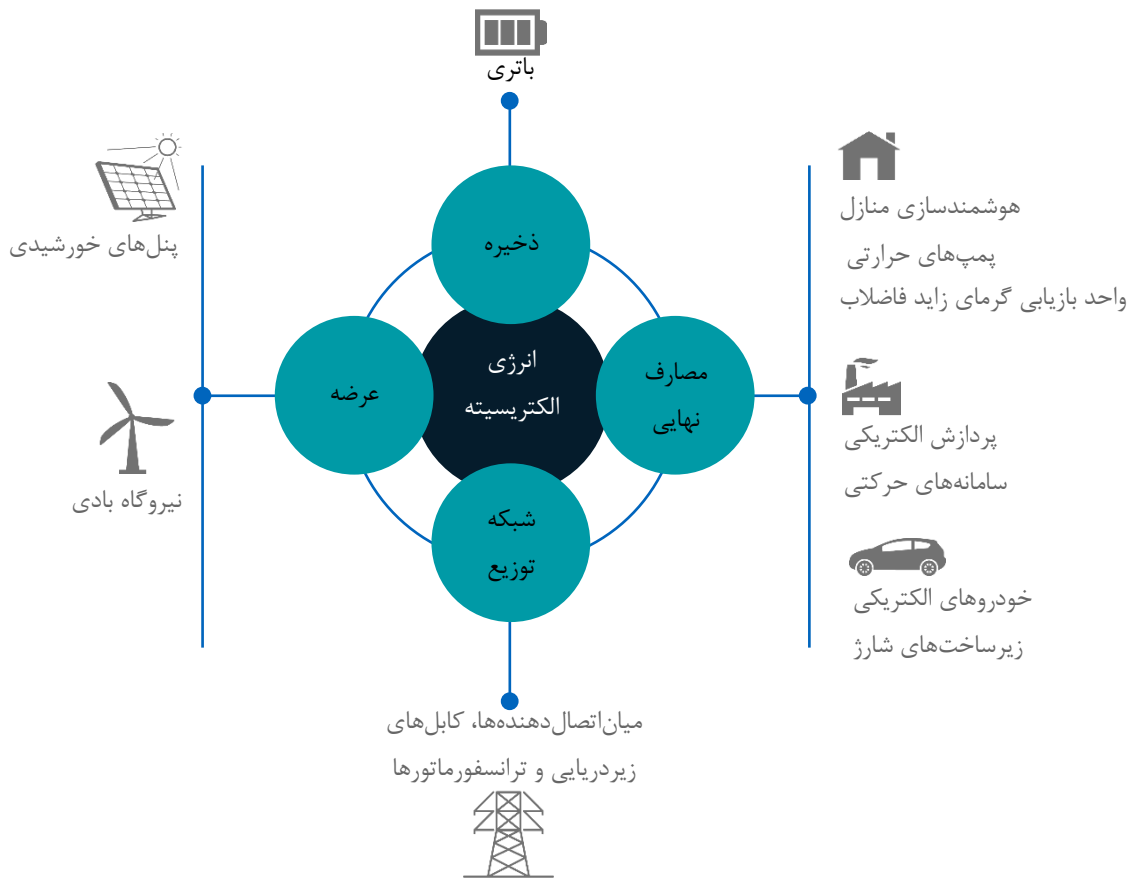 باتری
هوشمندسازی منازل
پمپ‌های حرارتی
واحد بازیابی گرمای زاید فاضلاب
پنل‌های خورشیدی
ذخیره
انرژی
الکتریسیته
عرضه
مصارف
نهایی
پردازش الکتریکی
سامانه‌های حرکتی
نیروگاه بادی
شبکه
توزیع
خودروهای الکتریکی
زیرساخت‌های شارژ
میان‌اتصال‌دهنده‌ها، کابل‌های
زیردریایی و ترانسفورماتورها